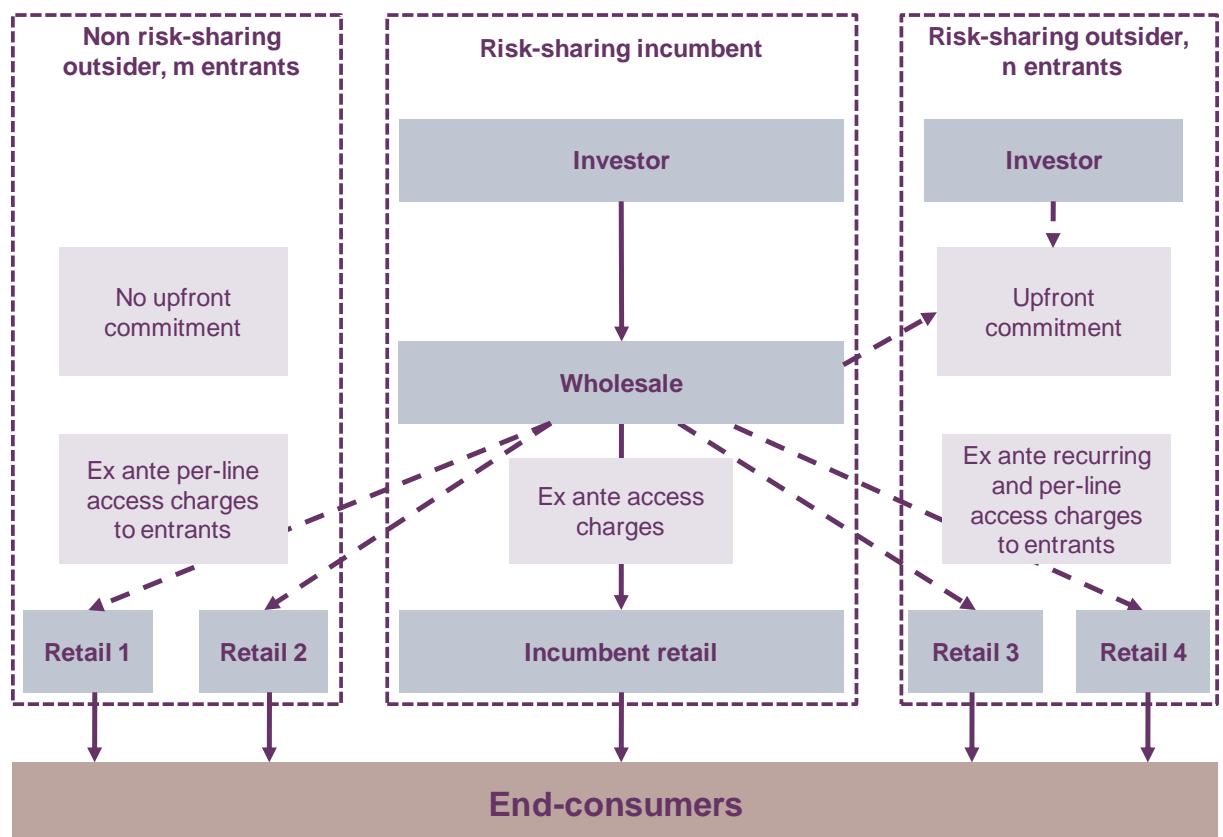 Non risk-sharing
outsider, m entrants
Risk-sharing incumbent
Risk-sharing outsider,
n entrants
Investor
Investor
No upfront
commitment
Upfront
commitment
Wholesale
Ex ante per-line
access charges
to entrants
Ex ante access
charges
Ex ante recurring
and per-line
access charges
to entrants
Retail 1
Retail 2
Incumbent retail
Retail 3
Retail 4
End-consumers